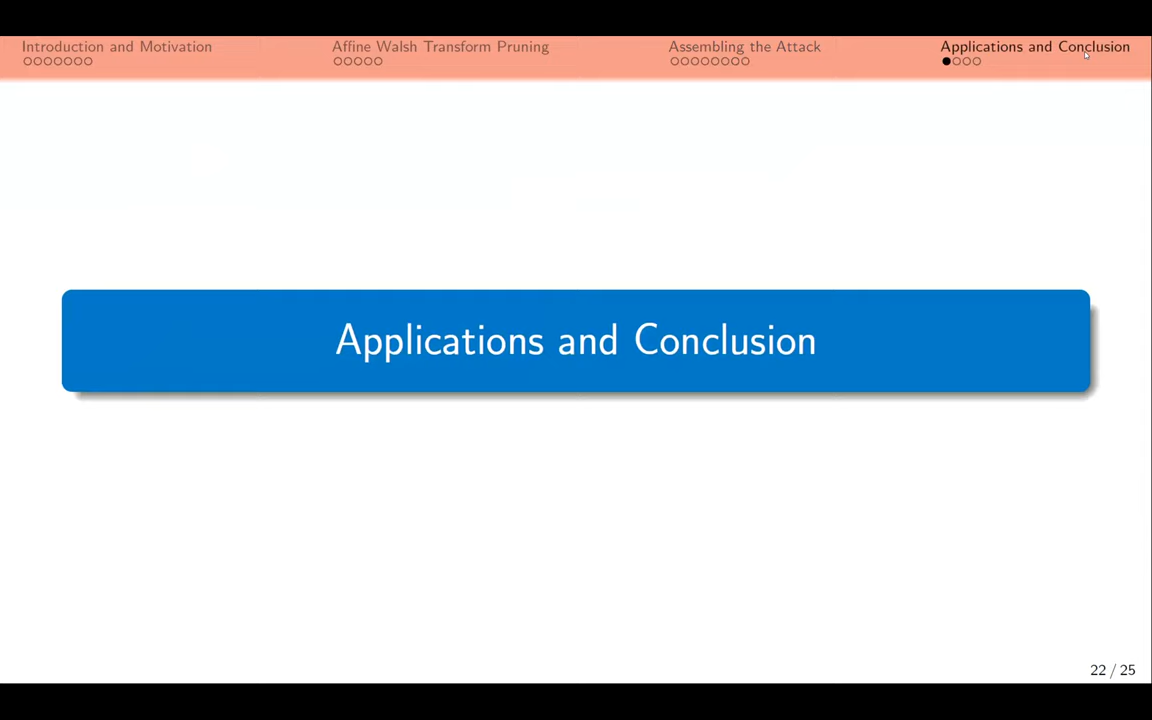 Introduction and Motivation
Affine Walsh Transform Pruning
Assembling the Attack
Applications and Conclusion
Applications and Conclusion
22 / 25